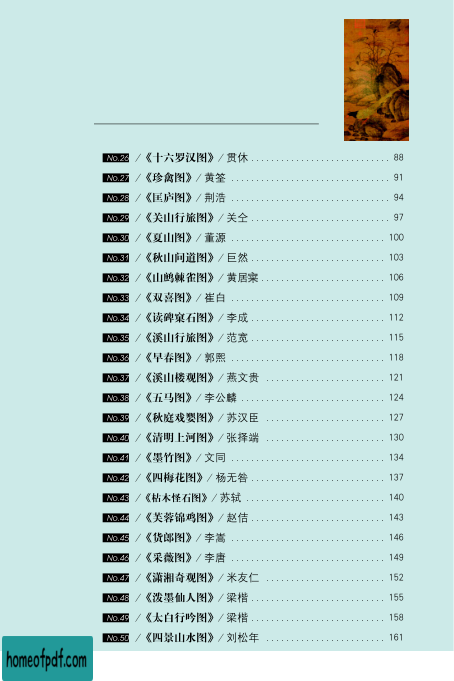 No.26 /《十六罗汉图》/ 贯休 ............................ 88
No.27 /《珍禽图》/ 黄筌 ............................ 91
No.28 /《匡庐图》/ 荆浩 ............................ 94
No.29 /《关山行旅图》/ 关仝 ............................ 97
No.30 /《夏山图》/ 董源 ............................ 100
No.31 /《秋山问道图》/ 巨然 ............................ 103
No.32 /《山鹧棘雀图》/ 黄居寀 ............................ 106
No.33 /《双喜图》/ 崔白 ............................ 109
No.34 /《读碑窠石图》/ 李成 ............................ 112
No.35 /《溪山行旅图》/ 范宽 ............................ 115
No.36 /《早春图》/ 郭熙 ............................ 118
No.37 /《溪山楼观图》/ 燕文贵 ............................ 121
No.38 /《五马图》/ 李公麟 ............................ 124
No.39 /《秋庭戏婴图》/ 苏汉臣 ............................ 127
No.40 /《清明上河图》/ 张择端 ............................ 130
No.41 /《墨竹图》/ 文同 ............................ 134
No.42 /《四梅花图》/ 杨无咎 ............................ 137
No.43 /《枯木怪石图》/ 苏轼 ............................ 140
No.44 /《芙蓉锦鸡图》/ 赵佶 ............................ 143
No.45 /《货郎图》/ 李嵩 ............................ 146
No.46 /《采薇图》/ 李唐 ............................ 149
No.47 /《潇湘奇观图》/ 米友仁 ............................ 152
No.48 /《泼墨仙人图》/ 梁楷 ............................ 155
No.49 /《太白行吟图》/ 梁楷 ............................ 158
No.50 /《四景山水图》/ 刘松年 ............................ 161
homeofpdf.com